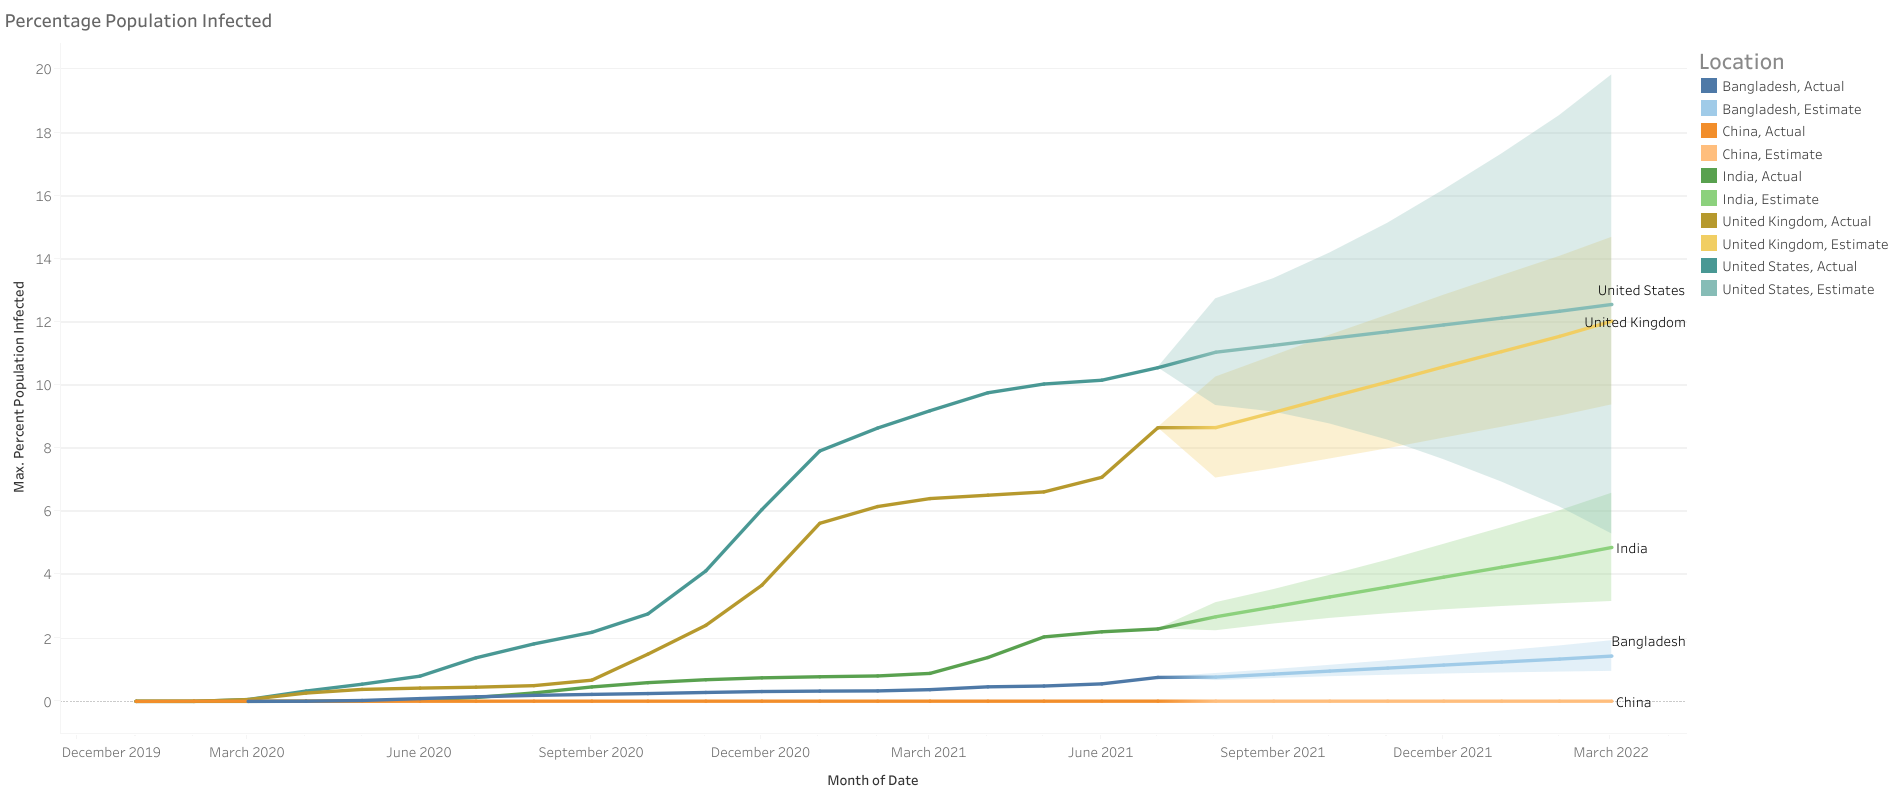 Percentage Population Infected
Max. Percent Population Infected
20
18
16
14
12
10
8
6
4
2
0
United States
United Kingdom
India
Bangladesh
China
December 2019
March 2020
June 2020
September 2020
December 2020
March 2021
June 2021
September 2021
December 2021
March 2022
Month of Date
Location
Bangladesh, Actual
Bangladesh, Estimate
China, Actual
China, Estimate
India, Actual
India, Estimate
United Kingdom, Actual
United Kingdom, Estimate
United States, Actual
United States, Estimate